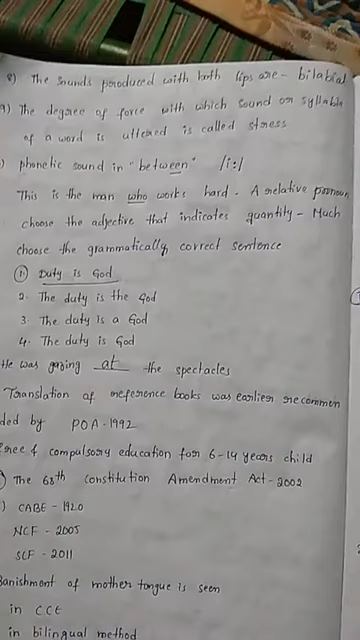 8) The sounds produced with both lips are - bilabial
9) The degree of force with which sound or syllable
of a word is uttered is called stress
) phonetic sound in "between" /i:/
This is the man who works hard - A relative pronoun
choose the adjective that indicates quantity - Much
choose the grammatically correct sentence
① Duty is God
2. The duty is the God
3. The duty is a God
4. The duty is God
He was gazing at the spectacles
Translation of reference books was earlier recommen
ded by POA-1992
Free & compulsory education for 6-14 years child
) The 68th constitution Amendment Act-2002
) CABE - 1920
NCF - 2005
SCF - 2011
Banishment of mother tongue is seen
in CCE
in bilingual method